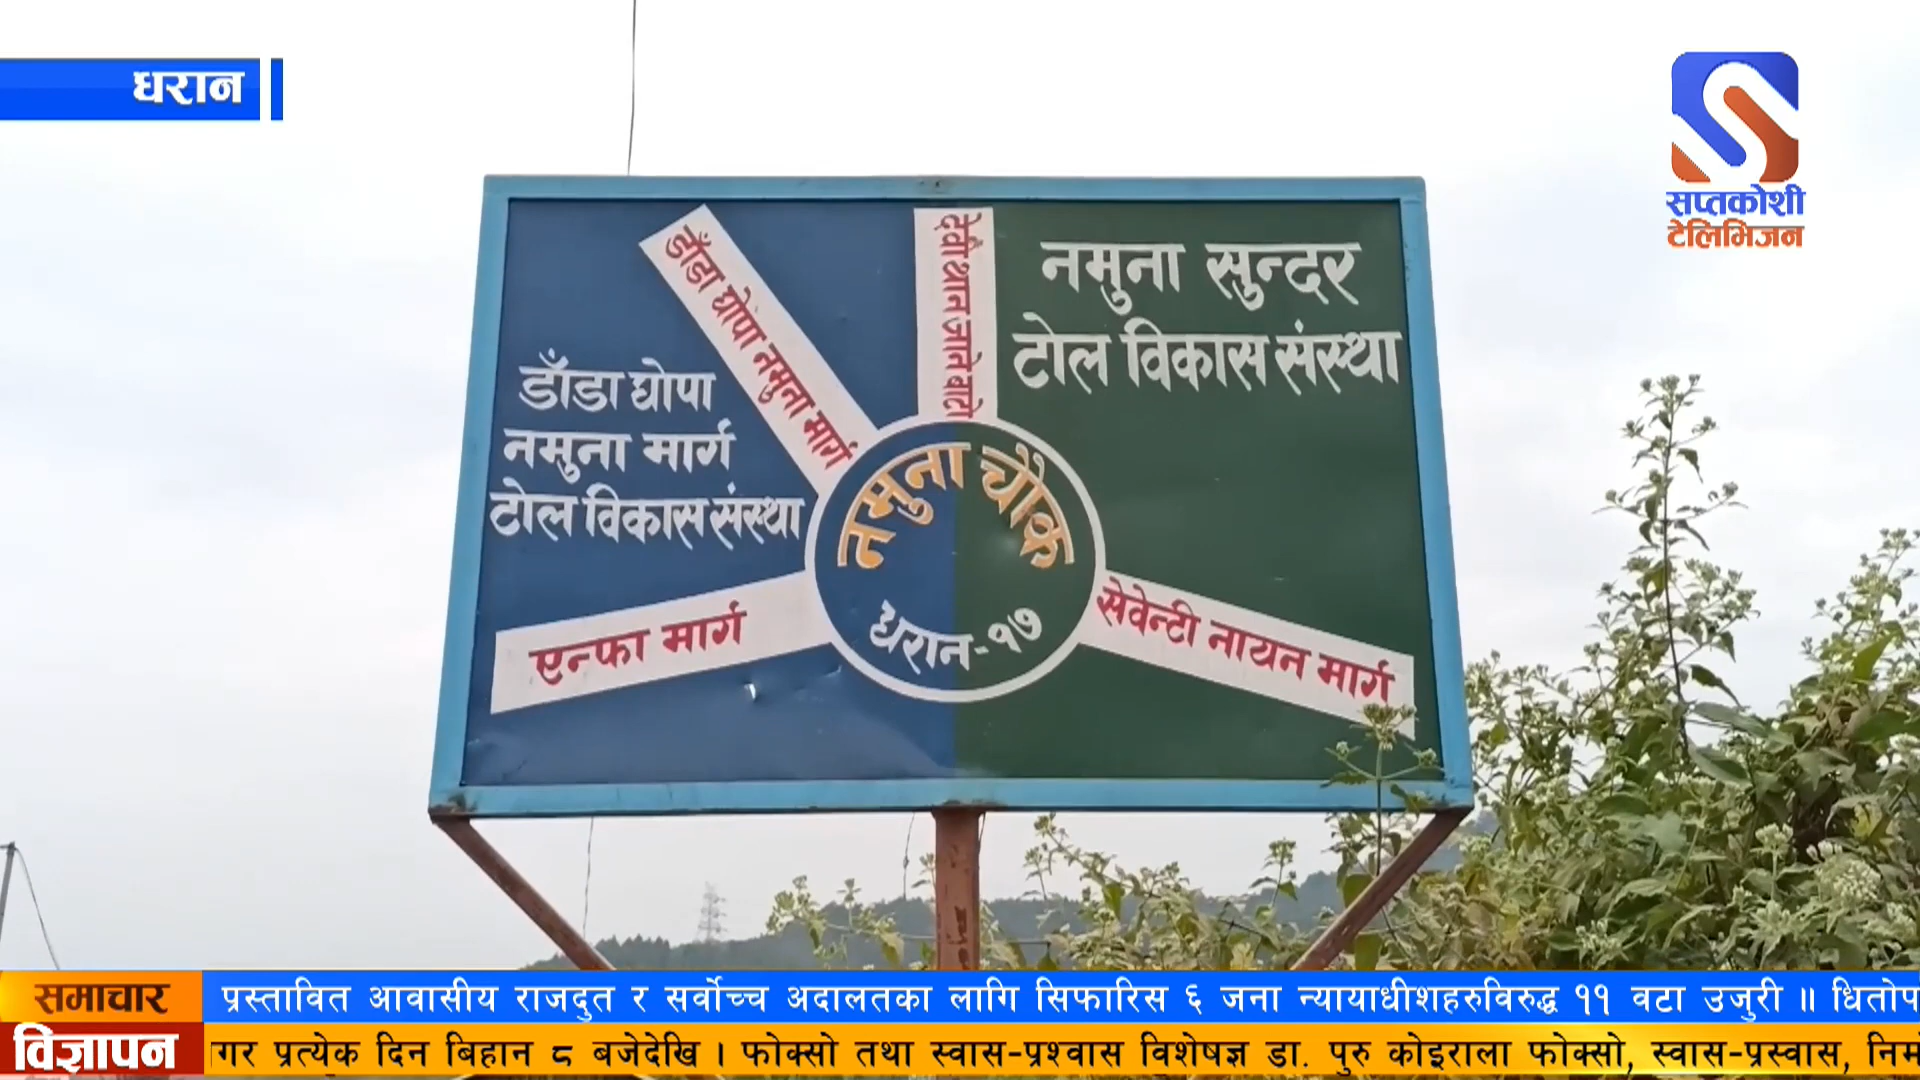 धरान
सप्तकोशी
टेलिभिजन
डाँडा घोपा नमुना मार्ग
देवी थान जाने बाटो
नमुना सुन्दर
टोल विकास संस्था
डाँडा घोपा
नमुना मार्ग
टोल विकास संस्था
नमुना चौक
धरान-१७
एन्फा मार्ग
सेवेन्टी नायन मार्ग
समाचार
प्रस्तावित आवासीय राजदुत र सर्वोच्च अदालतका लागि सिफारिस ६ जना न्यायाधीशहरुविरुद्ध ११ वटा उजुरी ॥
विज्ञापन
प्रत्येक दिन बिहान ८ बजेदेखि । फोक्सो तथा स्वास-प्रश्वास विशेषज्ञ डा. पुरु कोइराला फोक्सो, स्वास-प्रस्वास,